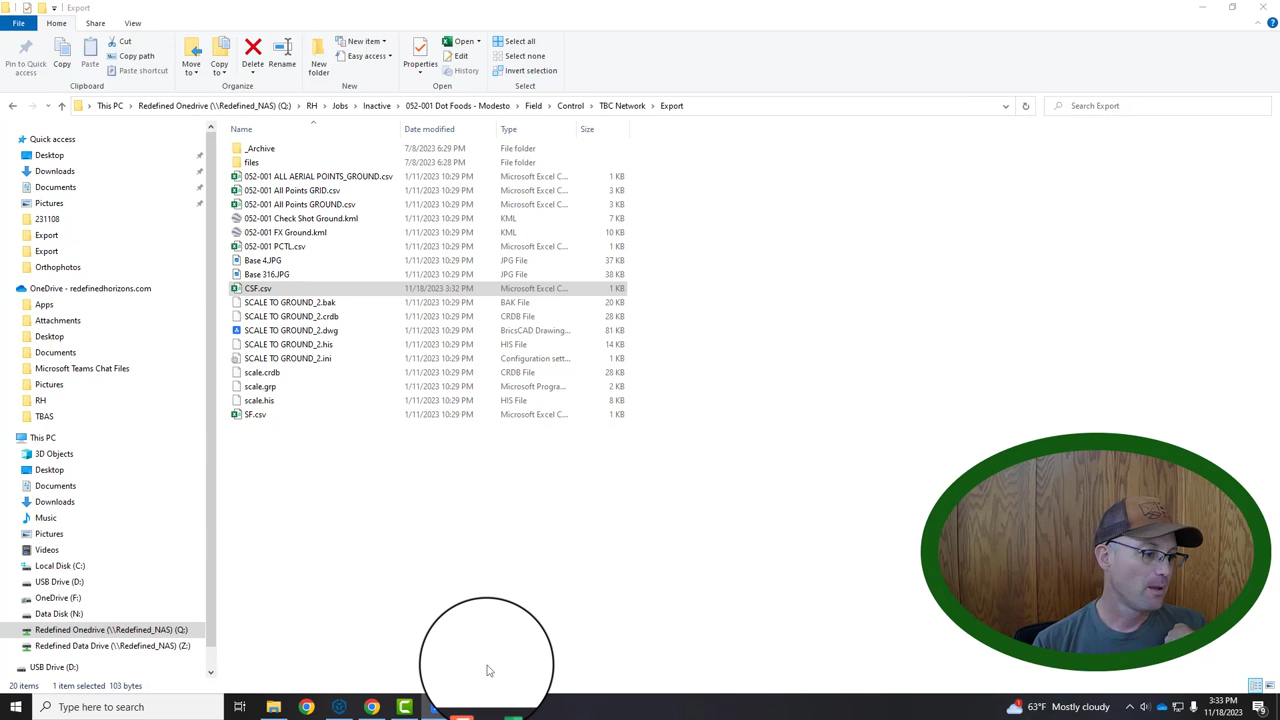 Export
File Home Share View
Pin to Quick access
Copy
Paste
Cut
Copy path
Paste shortcut
Move to
Copy to
Delete
Rename
New folder
New item
Easy access
Properties
Open
Edit
History
Select all
Select none
Invert selection
Clipboard Organize New Open Select
This PC Redefined Onedrive (\\Redefined_NAS) (Q:) RH Jobs Inactive 052-001 Dot Foods - Modesto Field Control TBC Network Export
Search Export
Quick access
Desktop
Downloads
Documents
Pictures
231108
Export
Export
Orthophotos
OneDrive - redefinedhorizons.com
Apps
Attachments
Desktop
Documents
Microsoft Teams Chat Files
Pictures
RH
TBAS
This PC
3D Objects
Desktop
Documents
Downloads
Music
Pictures
Videos
Local Disk (C:)
USB Drive (D:)
OneDrive (F:)
Data Disk (N:)
Redefined Onedrive (\\Redefined_NAS) (Q:)
Redefined Data Drive (\\Redefined_NAS) (Z:)
USB Drive (D:)
Name Date modified Type Size
_Archive 7/8/2023 6:29 PM File folder
files 7/8/2023 6:28 PM File folder
052-001 ALL AERIAL POINTS_GROUND.csv 1/11/2023 10:29 PM Microsoft Excel C... 1 KB
052-001 All Points GRID.csv 1/11/2023 10:29 PM Microsoft Excel C... 3 KB
052-001 All Points GROUND.csv 1/11/2023 10:29 PM Microsoft Excel C... 3 KB
052-001 Check Shot Ground.kml 1/11/2023 10:29 PM KML 7 KB
052-001 FX Ground.kml 1/11/2023 10:29 PM KML 10 KB
052-001 PCTL.csv 1/11/2023 10:29 PM Microsoft Excel C... 1 KB
Base 4.JPG 1/11/2023 10:29 PM JPG File 37 KB
Base 316.JPG 1/11/2023 10:29 PM JPG File 38 KB
CSF.csv 11/18/2023 3:32 PM Microsoft Excel C... 1 KB
SCALE TO GROUND_2.bak 1/11/2023 10:29 PM BAK File 20 KB
SCALE TO GROUND_2.crdb 1/11/2023 10:29 PM CRDB File 28 KB
SCALE TO GROUND_2.dwg 1/11/2023 10:29 PM BricsCAD Drawing... 81 KB
SCALE TO GROUND_2.his 1/11/2023 10:29 PM HIS File 14 KB
SCALE TO GROUND_2.ini 1/11/2023 10:29 PM Configuration sett... 1 KB
scale.crdb 1/11/2023 10:29 PM CRDB File 28 KB
scale.grp 1/11/2023 10:29 PM Microsoft Progra... 2 KB
scale.his 1/11/2023 10:29 PM HIS File 8 KB
SF.csv 1/11/2023 10:29 PM Microsoft Excel C... 1 KB
20 items 1 item selected 103 bytes
Type here to search
63°F Mostly cloudy
3:33 PM
11/18/2023